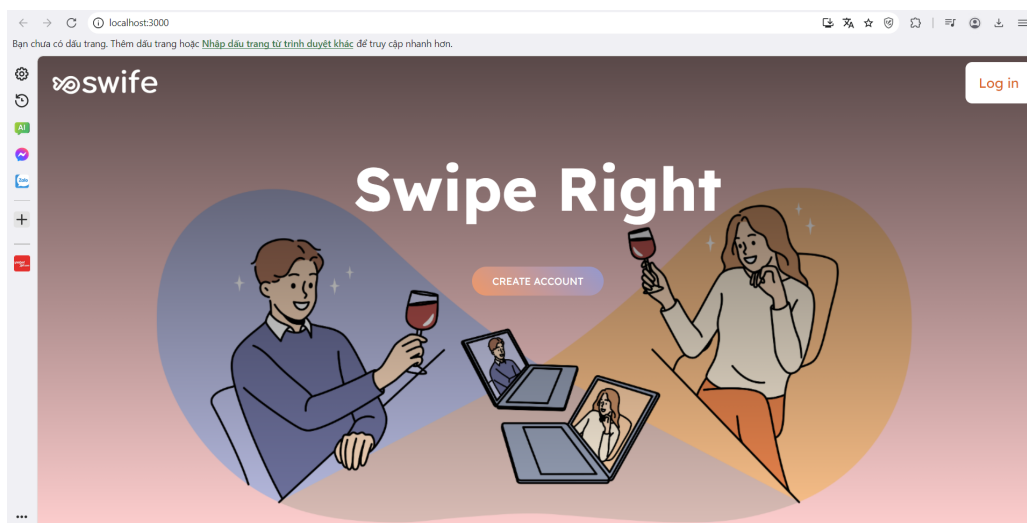 localhost:3000
Bạn chưa có dấu trang. Thêm dấu trang hoặc Nhập dấu trang từ trình duyệt khác để truy cập nhanh hơn.
swife
Log in
AI
Zalo
Swipe Right
CREATE ACCOUNT